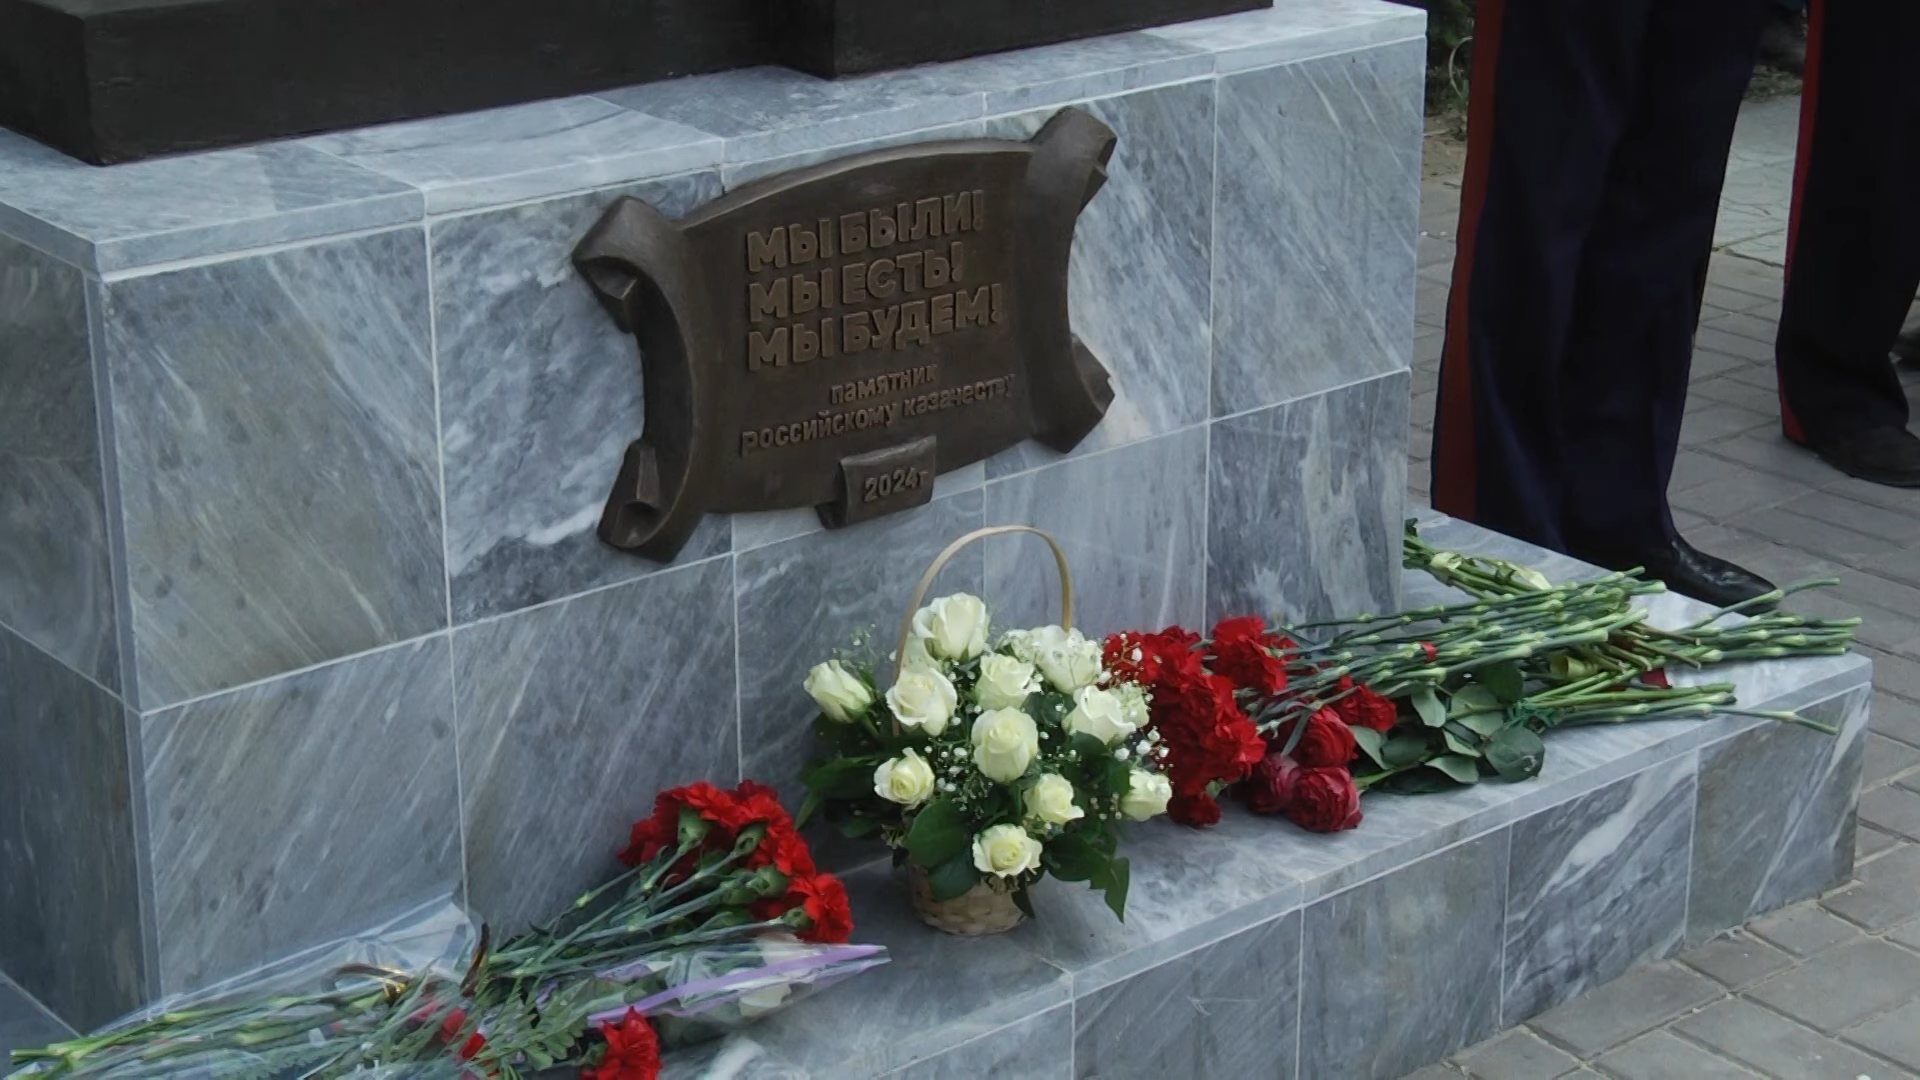 МЫ БЫЛИ!
МЫ ЕСТЬ!
МЫ БУДЕМ!
памятник
российскому казачеству
2024г